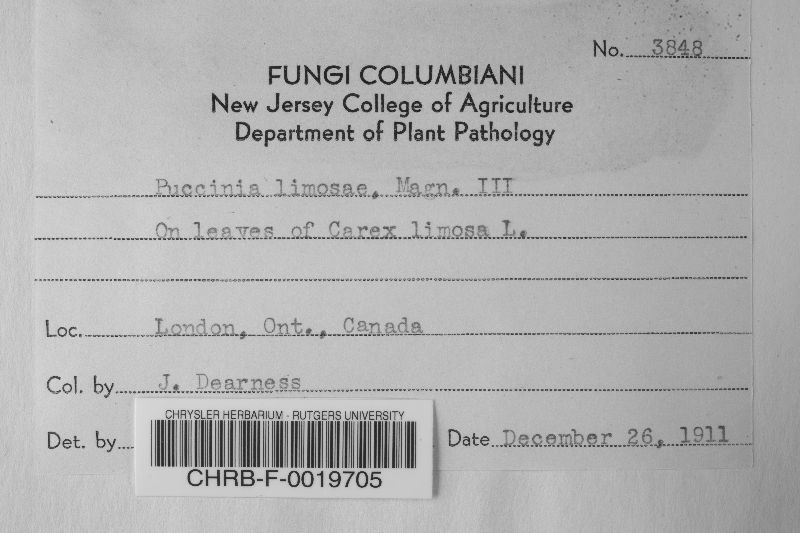 No. 3848
FUNGI COLUMBIANI
New Jersey College of Agriculture
Department of Plant Pathology
Puccinia limosae, Magn. III
On leaves of Carex limosa L.
Loc. London, Ont., Canada
Col. by J. Dearness
Det. by
Date December 26, 1911
CHRYSLER HERBARIUM - RUTGERS UNIVERSITY
CHRB-F-0019705